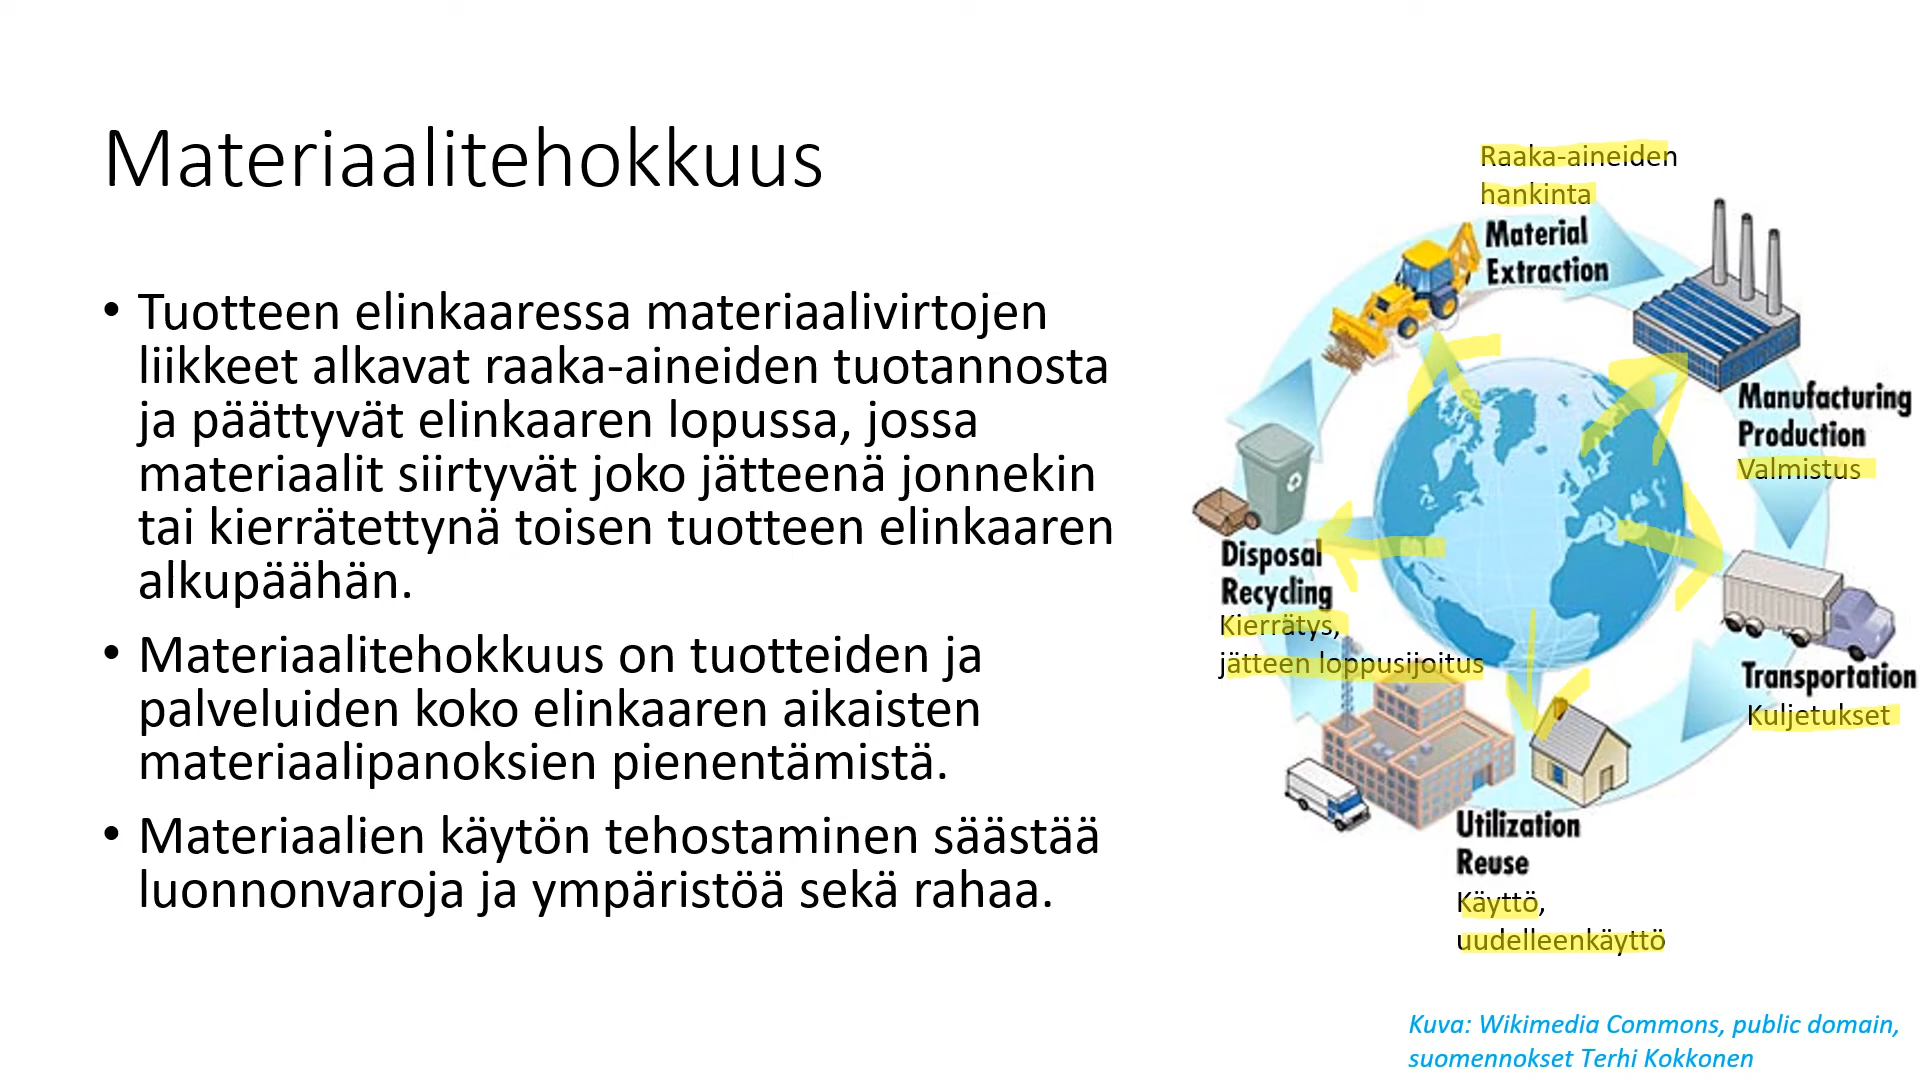 Materiaalitehokkuus
• Tuotteen elinkaaressa materiaalivirtojen
liikkeet alkavat raaka-aineiden tuotannosta
ja päättyvät elinkaaren lopussa, jossa
materiaalit siirtyvät joko jätteenä jonnekin
tai kierrätettynä toisen tuotteen elinkaaren
alkupäähän.
• Materiaalitehokkuus on tuotteiden ja
palveluiden koko elinkaaren aikaisten
materiaalipanoksien pienentämistä.
• Materiaalien käytön tehostaminen säästää
luonnonvaroja ja ympäristöä sekä rahaa.
Raaka-aineiden
hankinta
Material
Extraction
Manufacturing
Production
Valmistus
Transportation
Kuljetukset
Utilization
Reuse
Käyttö,
uudelleenkäyttö
Disposal
Recycling
Kierrätys,
jätteen loppusijoitus
Kuva: Wikimedia Commons, public domain,
suomennokset Terhi Kokkonen